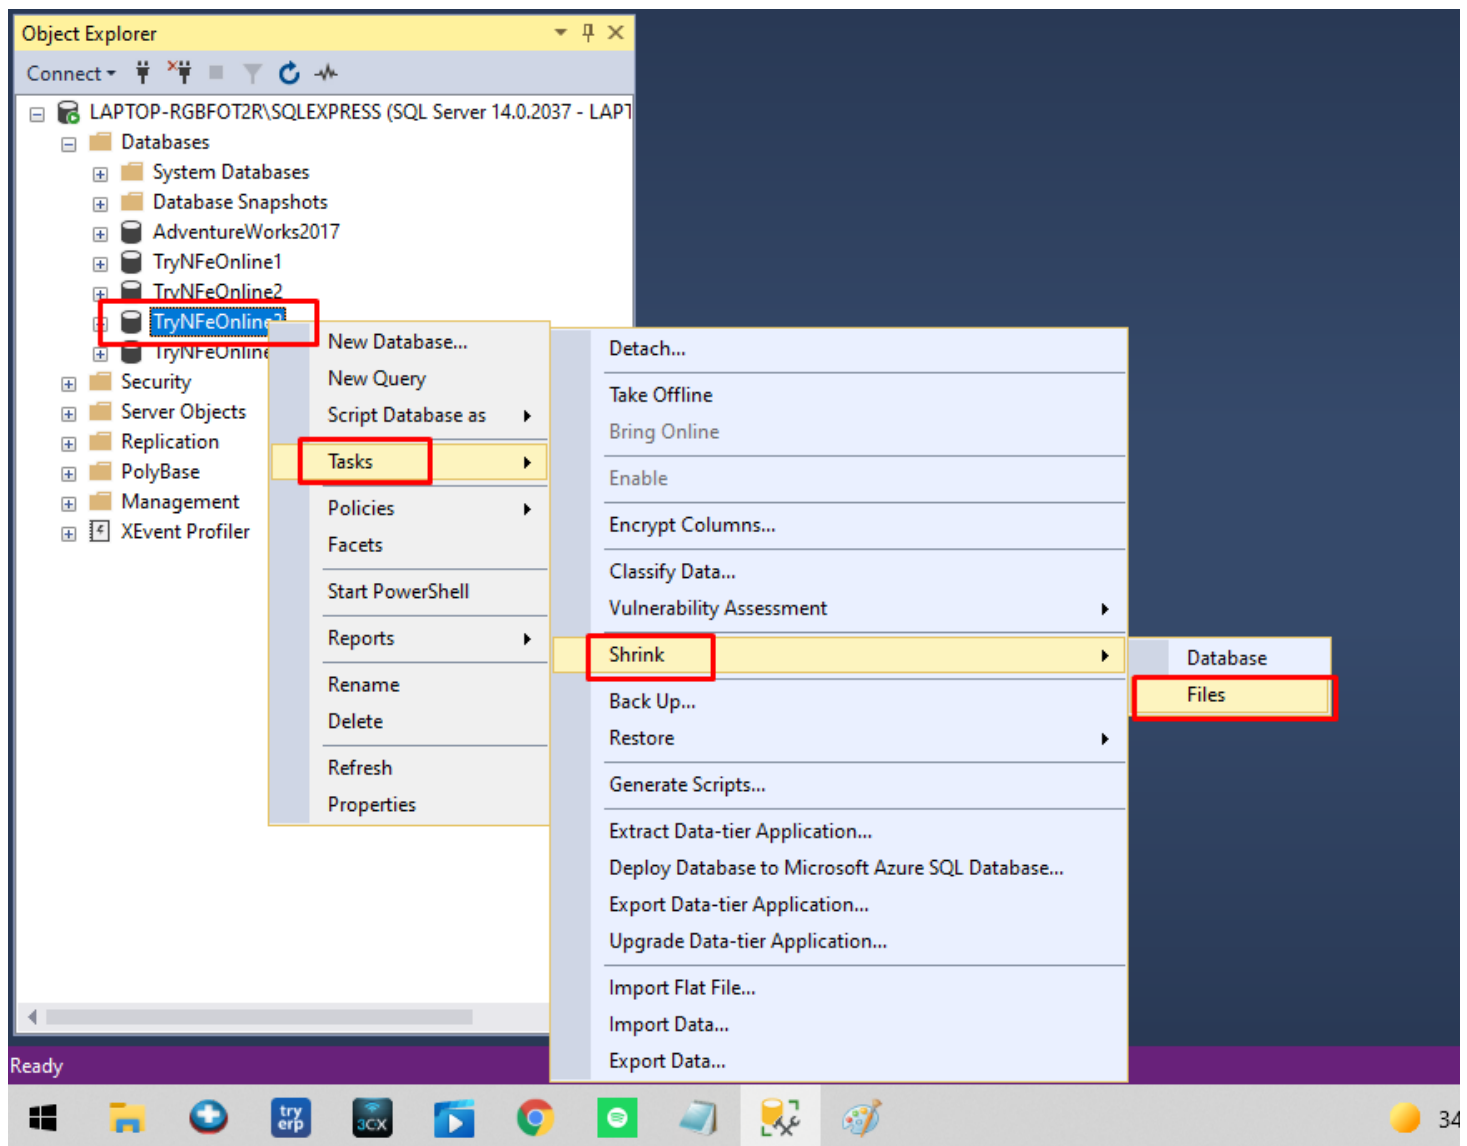 Object Explorer
Connect
LAPTOP-RGBFOT2R\SQLEXPRESS (SQL Server 14.0.2037 - LAPT
Databases
System Databases
Database Snapshots
AdventureWorks2017
TryNFeOnline1
TryNFeOnline2
TryNFeOnline3
TryNFeOnline
Security
Server Objects
Replication
PolyBase
Management
XEvent Profiler
New Database...
New Query
Script Database as
Tasks
Policies
Facets
Start PowerShell
Reports
Rename
Delete
Refresh
Properties
Detach...
Take Offline
Bring Online
Enable
Encrypt Columns...
Classify Data...
Vulnerability Assessment
Shrink
Back Up...
Restore
Generate Scripts...
Extract Data-tier Application...
Deploy Database to Microsoft Azure SQL Database...
Export Data-tier Application...
Upgrade Data-tier Application...
Import Flat File...
Import Data...
Export Data...
Database
Files
Ready
try
erp
3CX
34